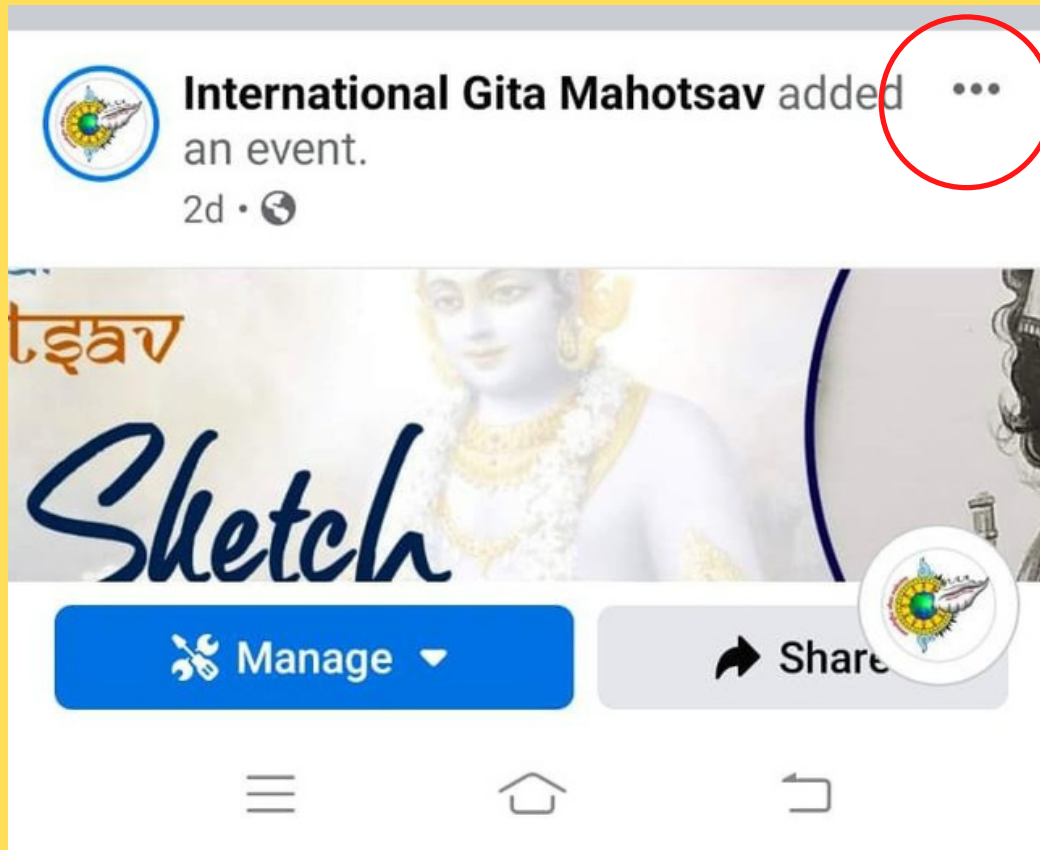 International Gita Mahotsav added •••
an event.
2d •
tsav
Sketch
Manage
Share